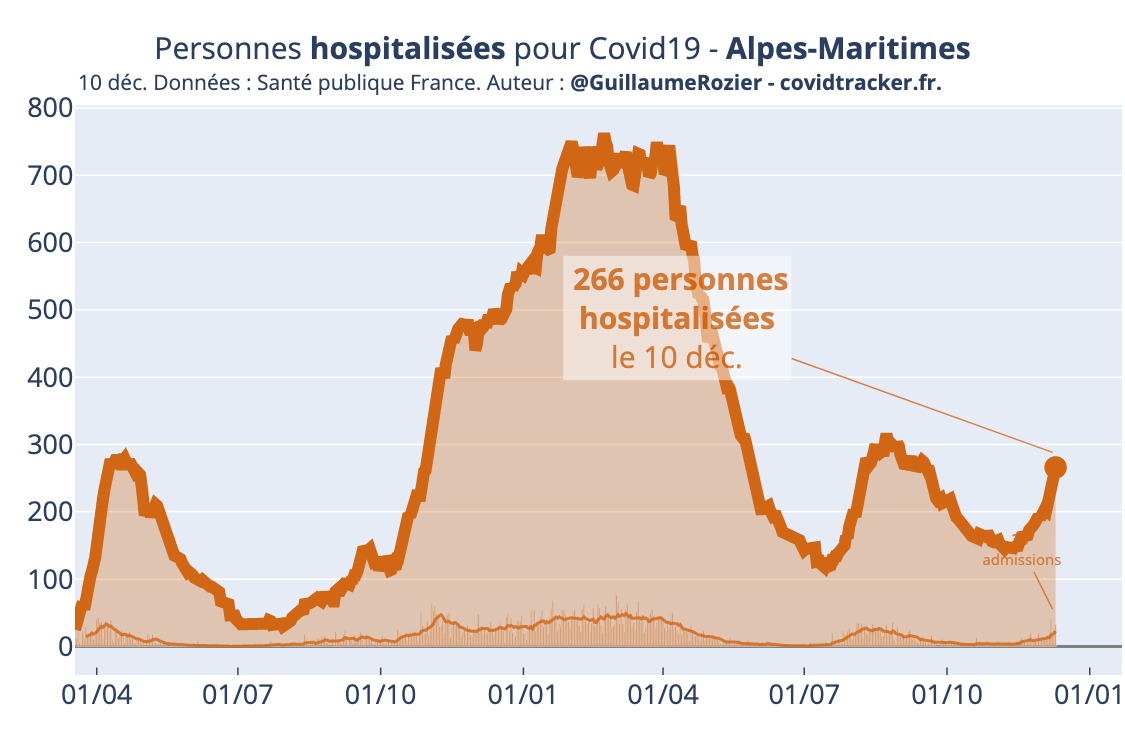 Personnes hospitalisées pour Covid19 - Alpes-Maritimes
10 déc. Données : Santé publique France. Auteur : @GuillaumeRozier - covidtracker.fr.
800
700
600
500
400
300
200
100
0
266 personnes
hospitalisées
le 10 déc.
admissions
01/04
01/07
01/10
01/01
01/04
01/07
01/10
01/01